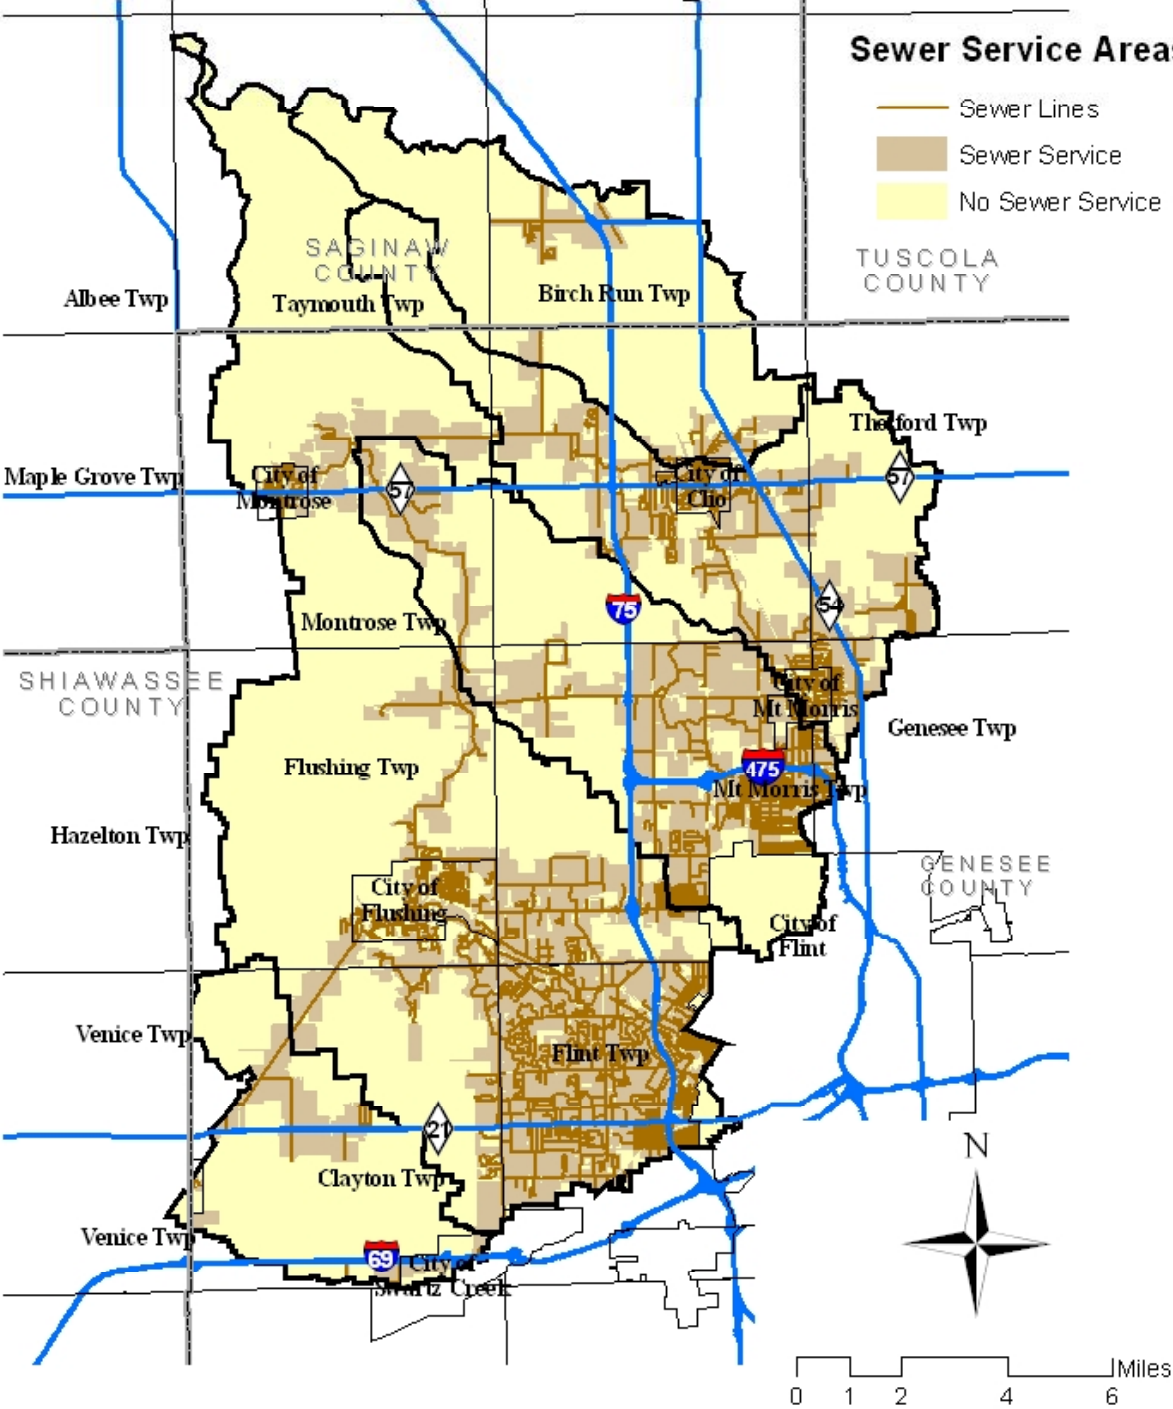 Sewer Service Areas
Sewer Lines
Sewer Service
No Sewer Service
SAGINAW
COUNTY
TUSCOLA
COUNTY
Albee Twp
Taymouth Twp
Birch Run Twp
Thetford Twp
Maple Grove Twp
City of
Montrose
57
City of
Clio
57
75
54
Montrose Twp
SHIAWASSEE
COUNTY
City of
Mt Morris
Genesee Twp
Flushing Twp
475
Mt Morris Twp
Hazelton Twp
GENESEE
COUNTY
City of
Flushing
City of
Flint
Venice Twp
Flint Twp
21
N
Clayton Twp
Venice Twp
69
City of
Swartz Creek
Miles
0 1 2 4 6